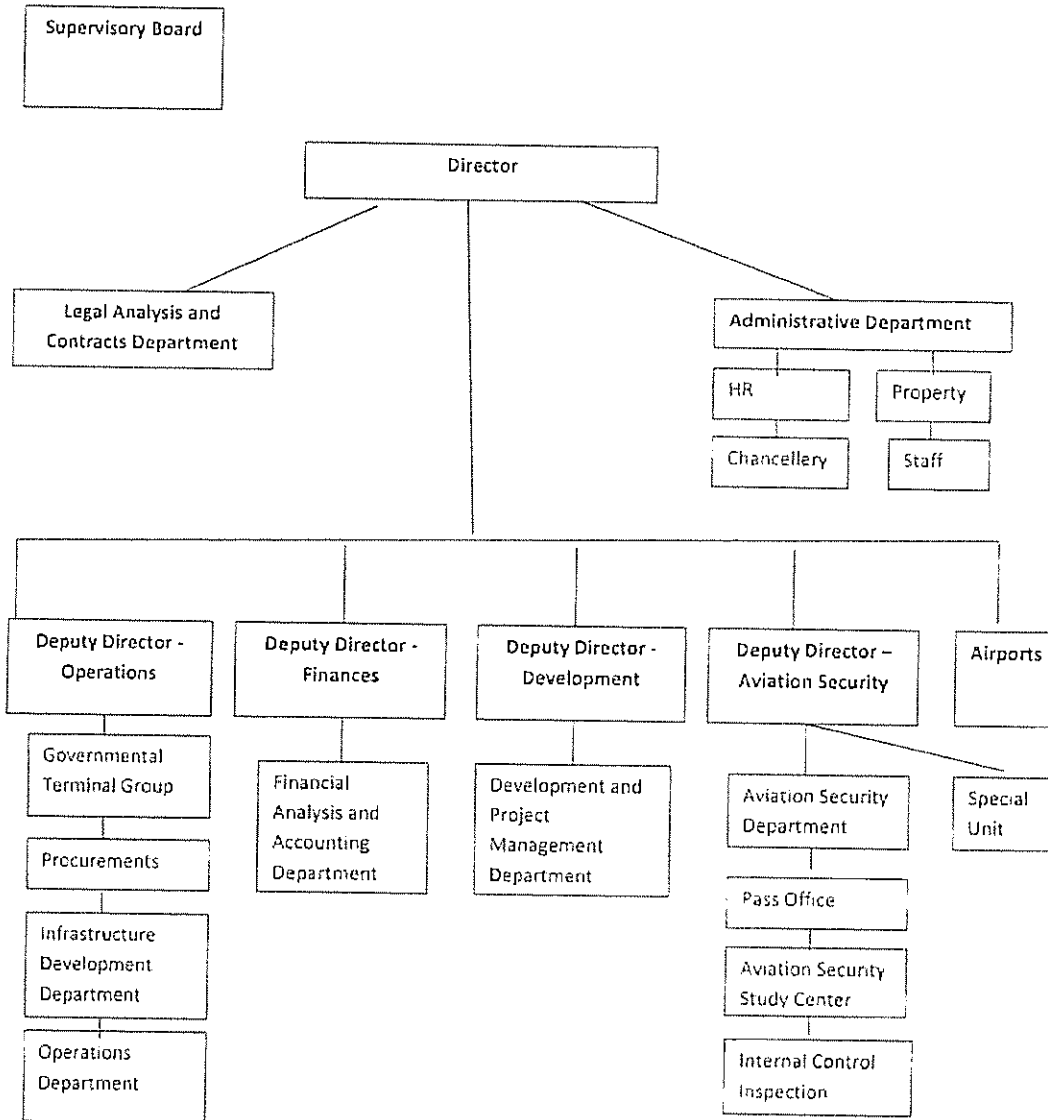 Supervisory Board
Director
Legal Analysis and
Contracts Department
Administrative Department
HR
Property
Chancellery
Staff
Deputy Director -
Operations
Deputy Director -
Finances
Deputy Director -
Development
Deputy Director –
Aviation Security
Airports
Governmental
Terminal Group
Procurements
Infrastructure
Development
Department
Operations
Department
Financial
Analysis and
Accounting
Department
Development and
Project
Management
Department
Aviation Security
Department
Special
Unit
Pass Office
Aviation Security
Study Center
Internal Control
Inspection